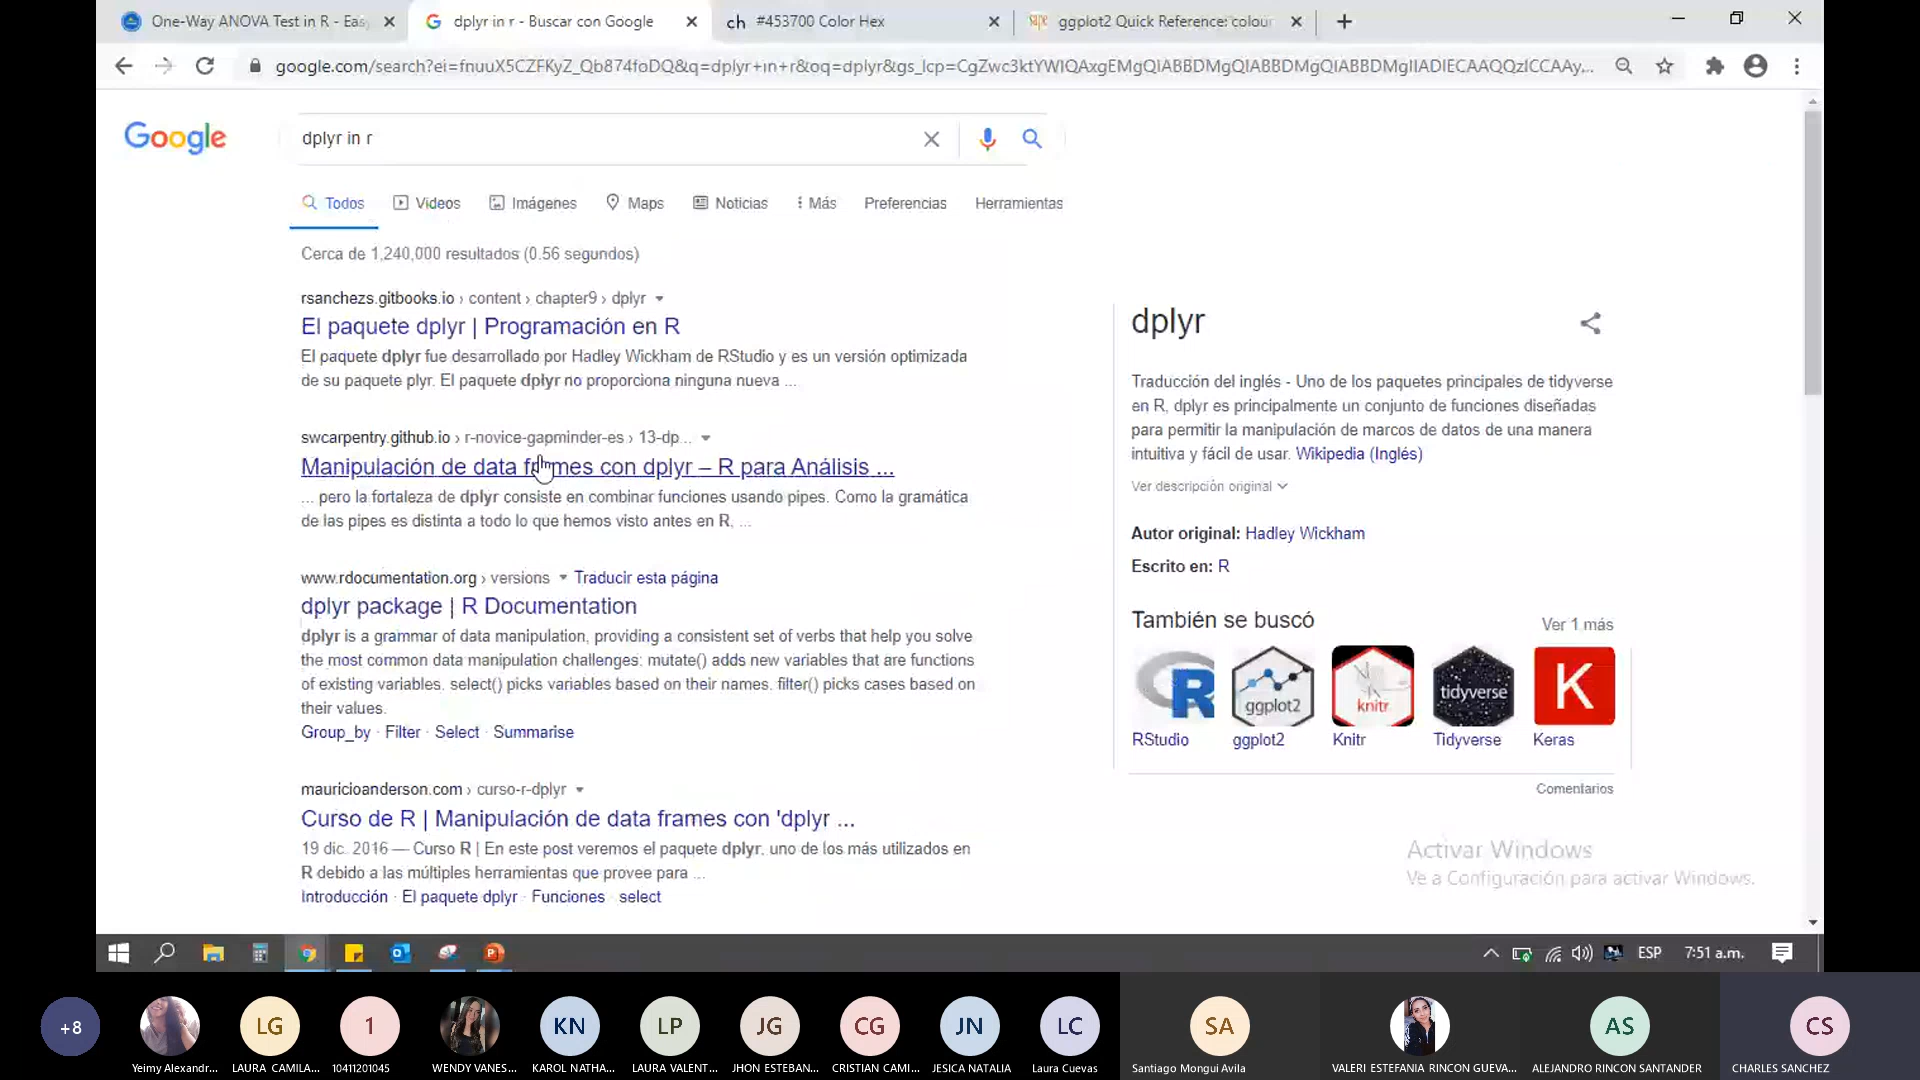 One-Way ANOVA Test in R - Eas
dplyr in r - Buscar con Google
ch #453700 Color Hex
sape ggplot2 Quick Reference: colour
google.com/search?ei=fnuuX5CZFKyZ_Qb874foDQ&q=dplyr+in+r&oq=dplyr&gs_lcp=CgZwc3ktYWIQAxgEMgQIABBDMgQIABBDMgQIABBDMgIIADIECAAQQzICCAAy...
Google
dplyr in r
Todos Videos Imágenes Maps Noticias Más Preferencias Herramientas
Cerca de 1,240,000 resultados (0.56 segundos)
rsanchezs.gitbooks.io › content › chapter9 › dplyr
El paquete dplyr | Programación en R
El paquete dplyr fue desarrollado por Hadley Wickham de RStudio y es un versión optimizada
de su paquete plyr. El paquete dplyr no proporciona ninguna nueva ...
swcarpentry.github.io › r-novice-gapminder-es › 13-dp...
Manipulación de data frames con dplyr – R para Análisis ...
... pero la fortaleza de dplyr consiste en combinar funciones usando pipes. Como la gramática
de las pipes es distinta a todo lo que hemos visto antes en R, ...
www.rdocumentation.org › versions Traducir esta página
dplyr package | R Documentation
dplyr is a grammar of data manipulation, providing a consistent set of verbs that help you solve
the most common data manipulation challenges: mutate() adds new variables that are functions
of existing variables. select() picks variables based on their names. filter() picks cases based on
their values.
Group_by · Filter · Select · Summarise
mauricioanderson.com › curso-r-dplyr
Curso de R | Manipulación de data frames con 'dplyr ...
19 dic. 2016 — Curso R | En este post veremos el paquete dplyr, uno de los más utilizados en
R debido a las múltiples herramientas que provee para ...
Introducción · El paquete dplyr · Funciones · select
dplyr
Traducción del inglés - Uno de los paquetes principales de tidyverse
en R, dplyr es principalmente un conjunto de funciones diseñadas
para permitir la manipulación de marcos de datos de una manera
intuitiva y fácil de usar. Wikipedia (Inglés)
Ver descripción original
Autor original: Hadley Wickham
Escrito en: R
También se buscó
Ver 1 más
R ggplot2 knitr tidyverse K
RStudio ggplot2 Knitr Tidyverse Keras
Comentarios
Activar Windows
Ve a Configuración para activar Windows.
ESP 7:51 a.m.
+8 LG 1 KN LP JG CG JN LC SA AS CS
Yeimy Alexandr... LAURA CAMILA... 10411201045 WENDY VANES... KAROL NATHA... LAURA VALENT... JHON ESTEBAN... CRISTIAN CAMI... JESICA NATALIA Laura Cuevas Santiago Mongui Avila VALERI ESTEFANIA RINCON GUEVA... ALEJANDRO RINCON SANTANDER CHARLES SANCHEZ